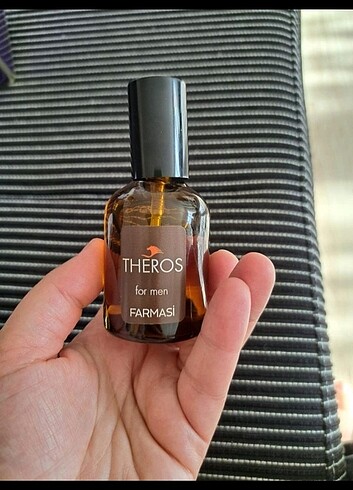 THEROS
for men
FARMASİ